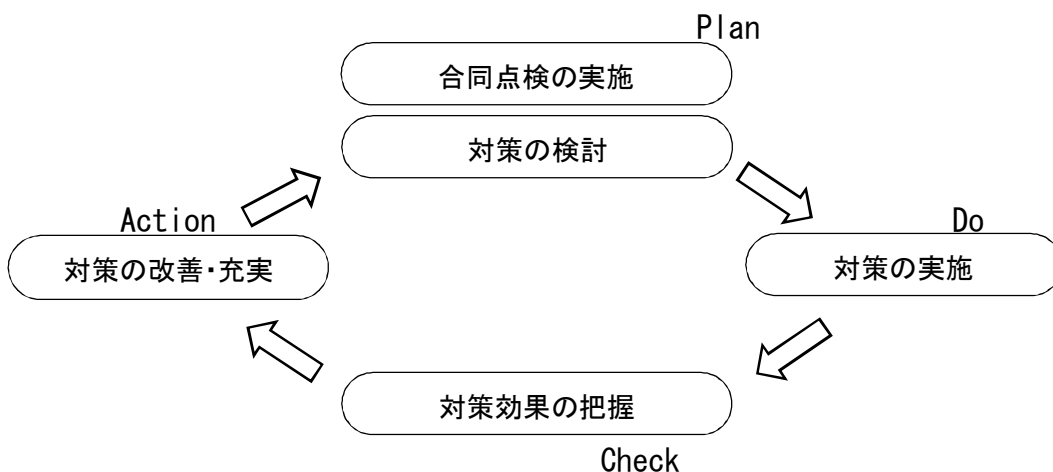 Plan
合同点検の実施
対策の検討
Action
Do
対策の改善・充実
対策の実施
対策効果の把握
Check